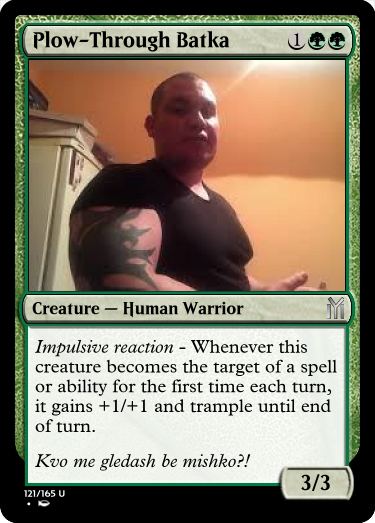 Plow-Through Batka
1
Creature — Human Warrior
Impulsive reaction - Whenever this
creature becomes the target of a spell
or ability for the first time each turn,
it gains +1/+1 and trample until end
of turn.
Kvo me gledash be mishko?!
3/3
121/165 U